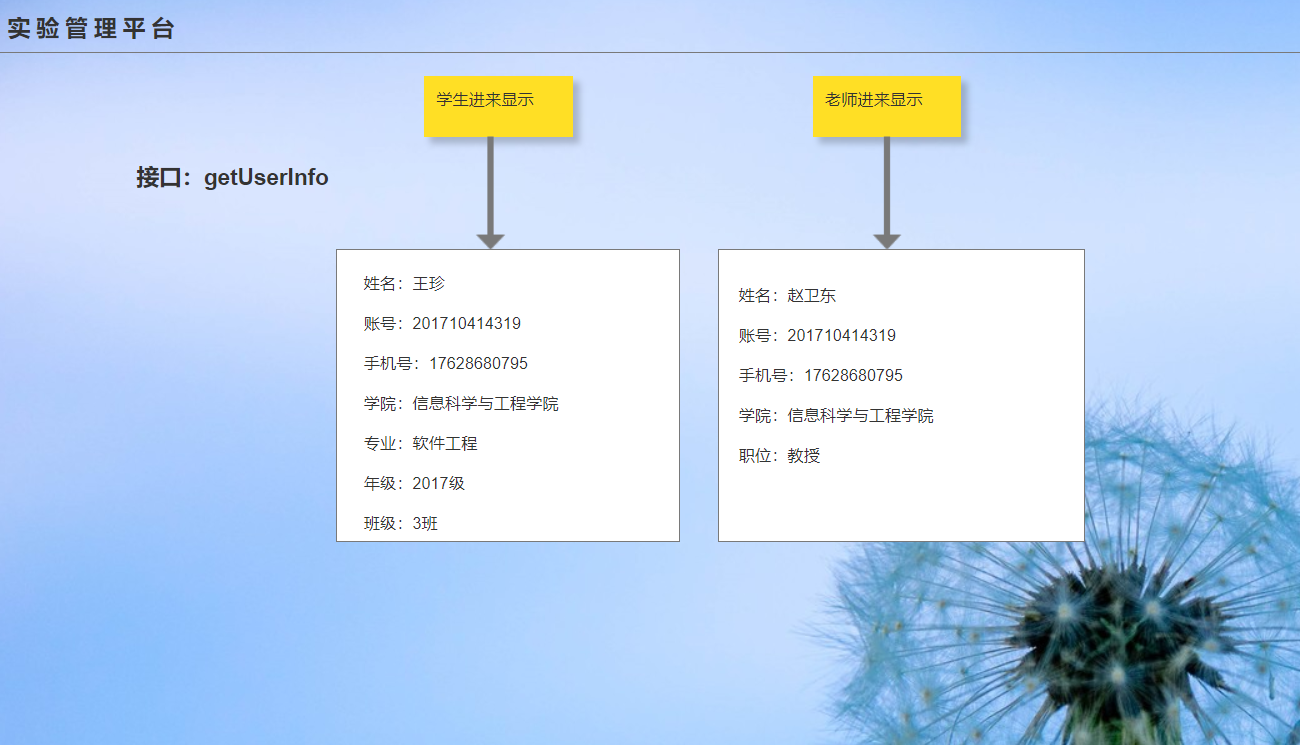 实验管理平台
学生进来显示
老师进来显示
接口：getUserInfo
姓名：王珍
账号：201710414319
手机号：17628680795
学院：信息科学与工程学院
专业：软件工程
年级：2017级
班级：3班
姓名：赵卫东
账号：201710414319
手机号：17628680795
学院：信息科学与工程学院
职位：教授